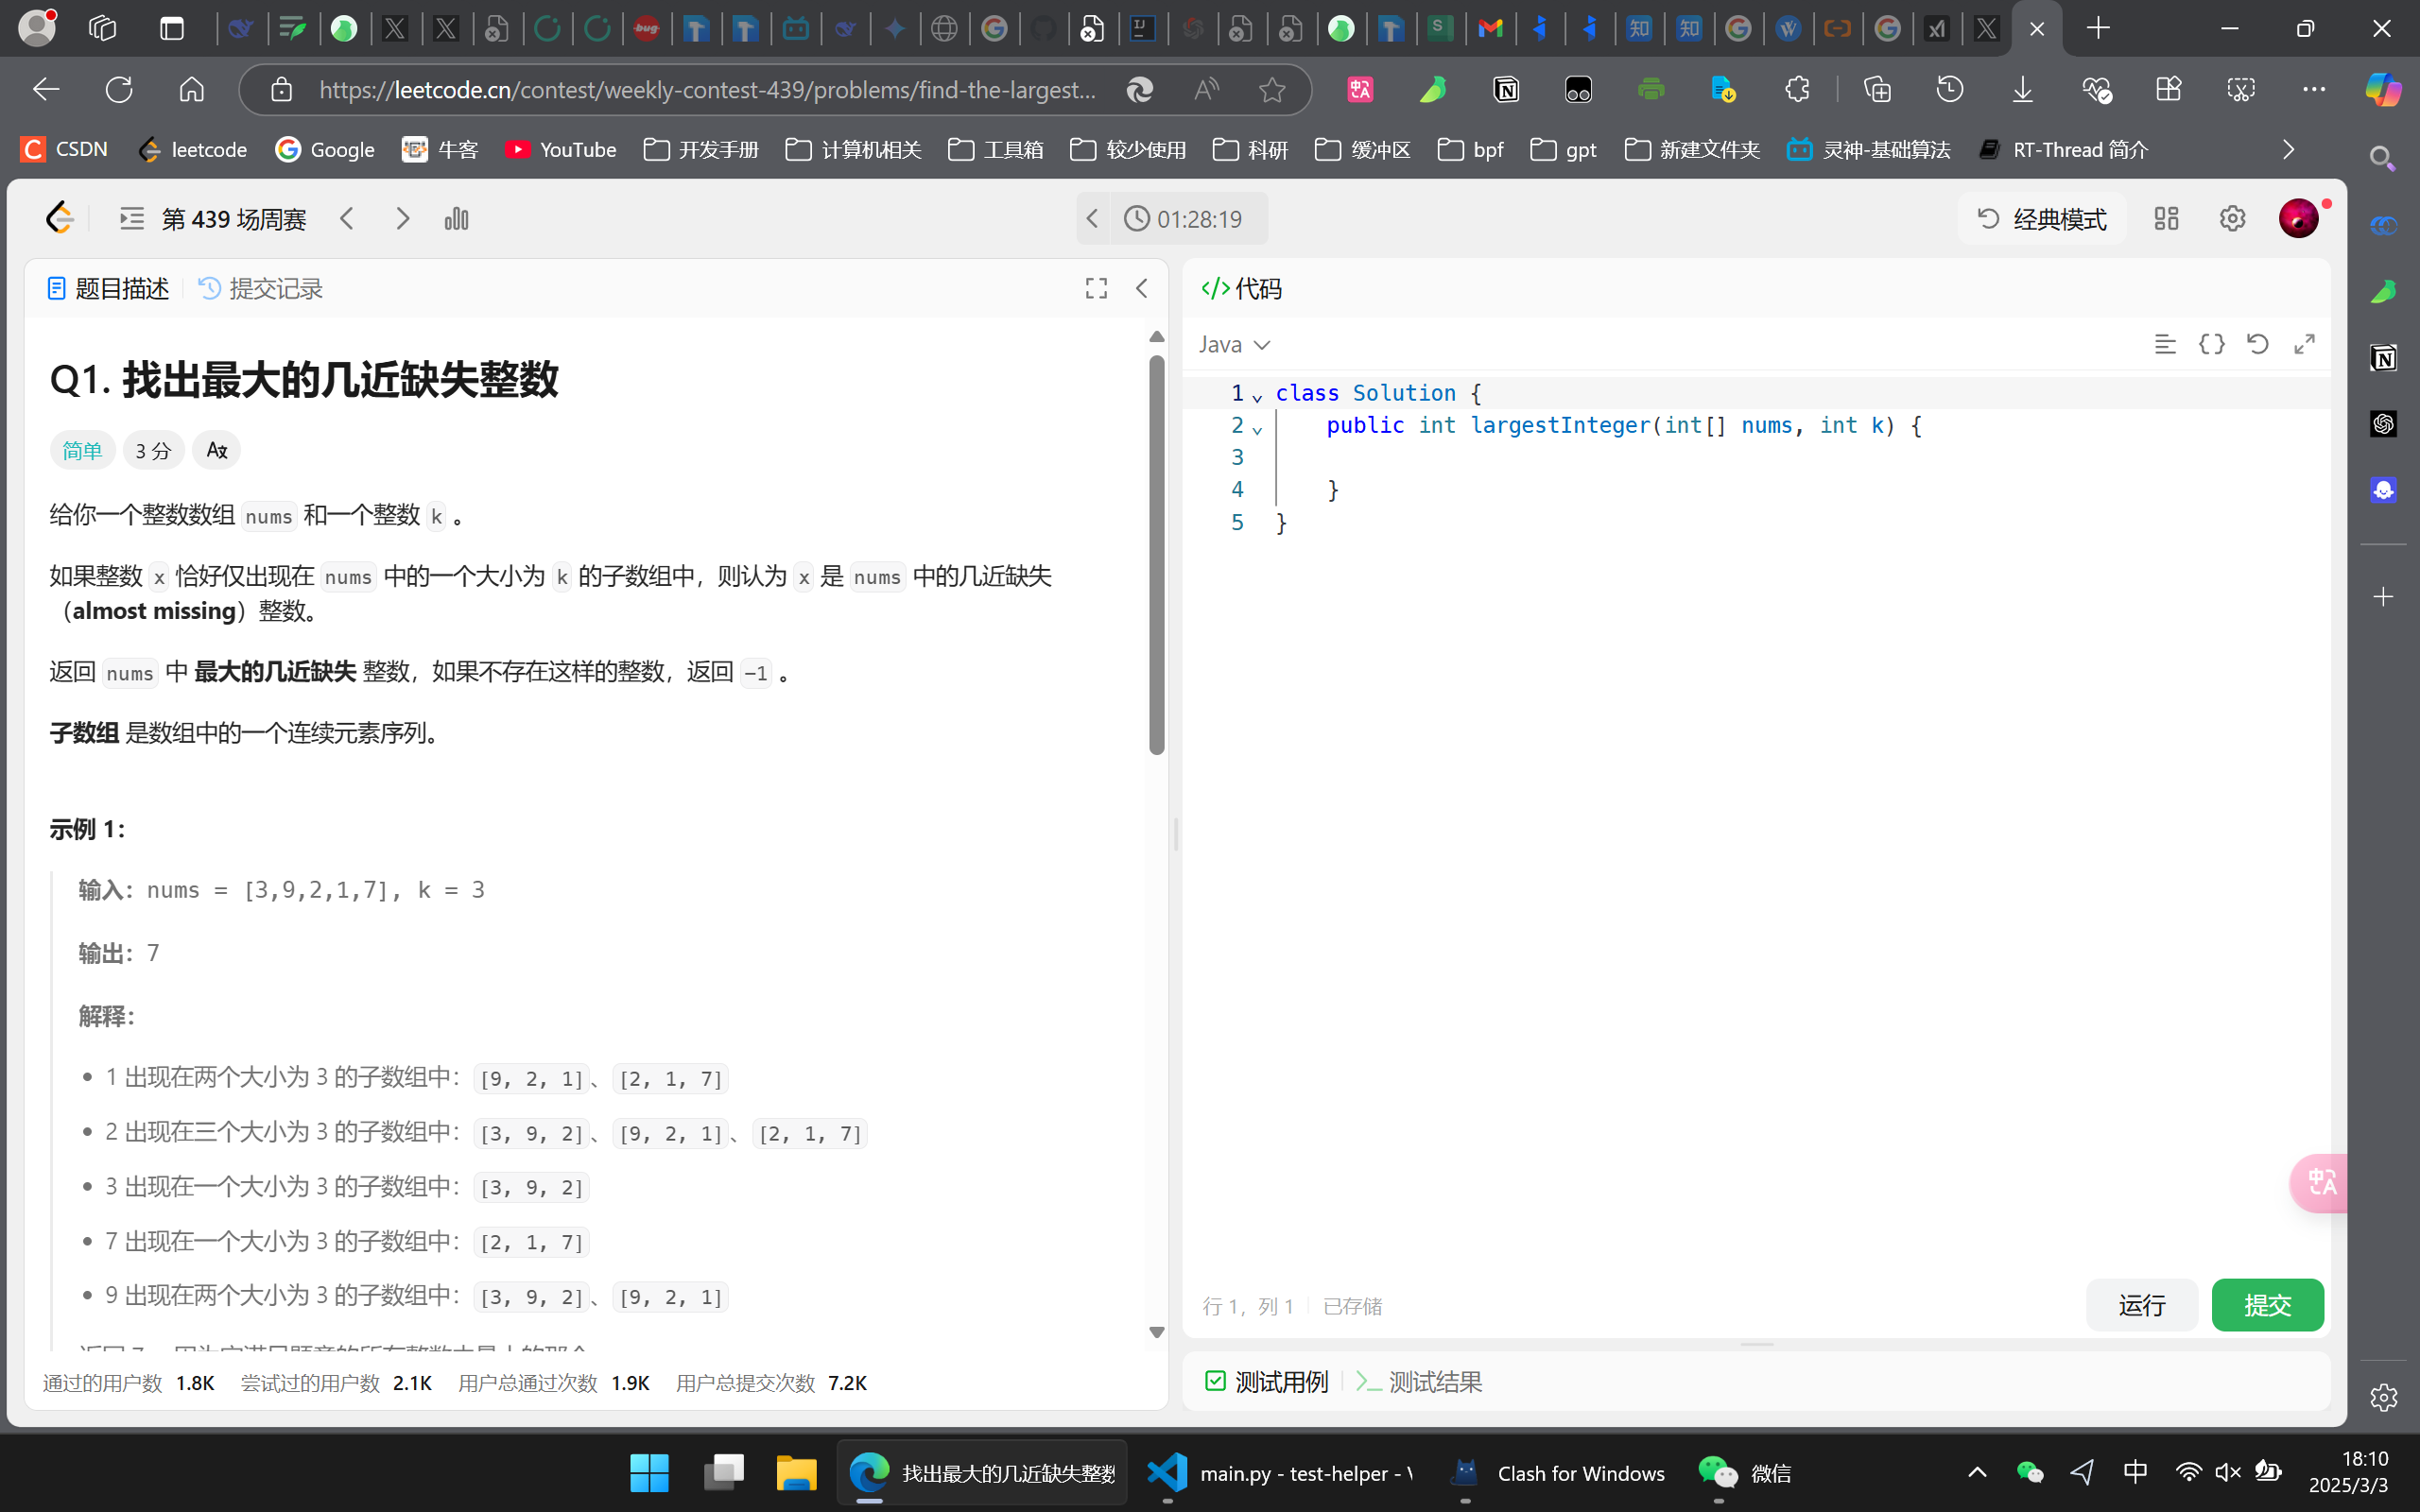 https://leetcode.cn/contest/weekly-contest-439/problems/find-the-largest...
CSDN leetcode Google 牛客 YouTube 开发手册 计算机相关 工具箱 较少使用 科研 缓冲区 bpf gpt 新建文件夹 灵神-基础算法 RT-Thread 简介
第 439 场周赛 01:28:19 经典模式
题目描述 提交记录
</> 代码
Java
Q1. 找出最大的几近缺失整数
简单 3 分
给你一个整数数组 nums 和一个整数 k 。
如果整数 x 恰好仅出现在 nums 中的一个大小为 k 的子数组中，则认为 x 是 nums 中的几近缺失
（almost missing）整数。
返回 nums 中 最大的几近缺失 整数，如果不存在这样的整数，返回 -1 。
子数组 是数组中的一个连续元素序列。
示例 1：
输入：nums = [3,9,2,1,7], k = 3
输出：7
解释：
1 出现在两个大小为 3 的子数组中：[9, 2, 1]、[2, 1, 7]
2 出现在三个大小为 3 的子数组中：[3, 9, 2]、[9, 2, 1]、[2, 1, 7]
3 出现在一个大小为 3 的子数组中：[3, 9, 2]
7 出现在一个大小为 3 的子数组中：[2, 1, 7]
9 出现在两个大小为 3 的子数组中：[3, 9, 2]、[9, 2, 1]
通过的用户数 1.8K 尝试过的用户数 2.1K 用户总通过次数 1.9K 用户总提交次数 7.2K
1 class Solution {
2 public int largestInteger(int[] nums, int k) {
3
4 }
5 }
行 1，列 1 已存储
运行 提交
测试用例 测试结果
找出最大的几近缺失整数 main.py - test-helper - Clash for Windows 微信
中 18:10
2025/3/3